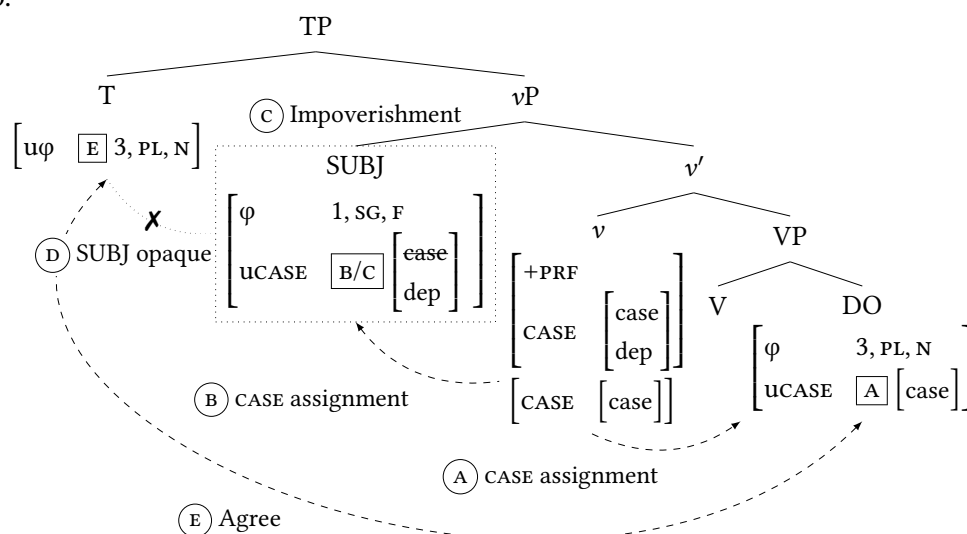 TP
T
vP
Ⓒ Impoverishment
[uφ E 3, PL, N]
SUBJ
v′
φ 1, SG, F
uCASE B/C [case dep]
✗
Ⓓ SUBJ opaque
v
VP
+PRF
CASE [case dep]
V
DO
φ 3, PL, N
uCASE A [case]
[CASE [case]]
Ⓑ CASE assignment
Ⓐ CASE assignment
Ⓔ Agree